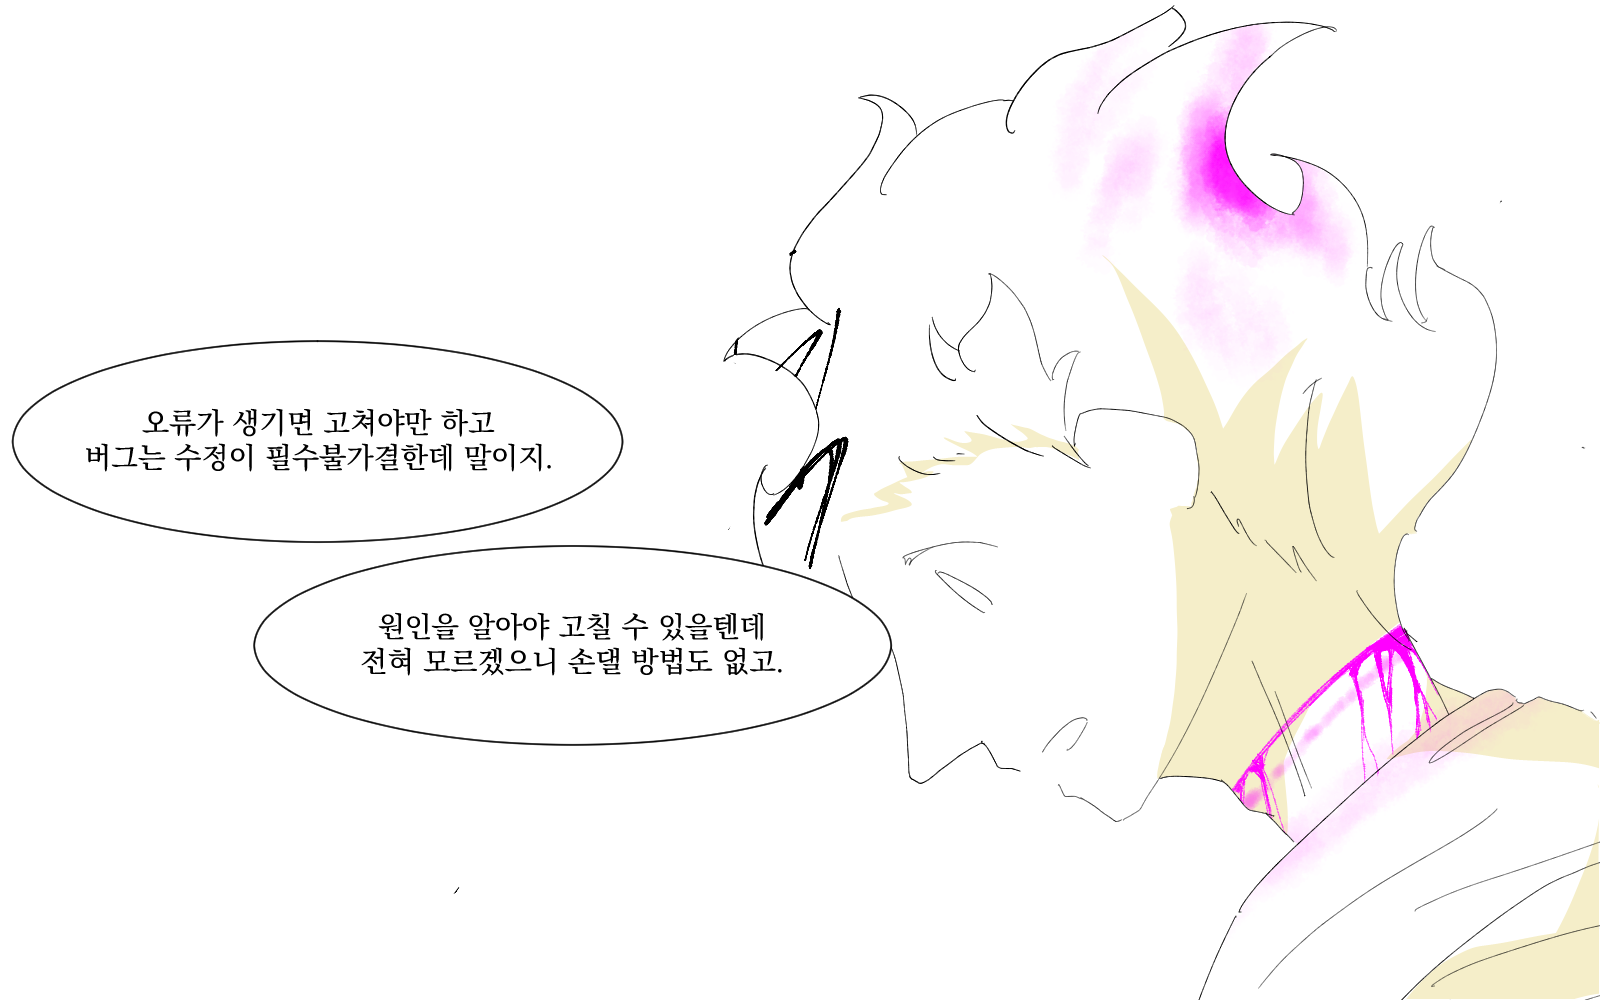 오류가 생기면 고쳐야만 하고
버그는 수정이 필수불가결한데 말이지.
원인을 알아야 고칠 수 있을텐데
전혀 모르겠으니 손댈 방법도 없고.